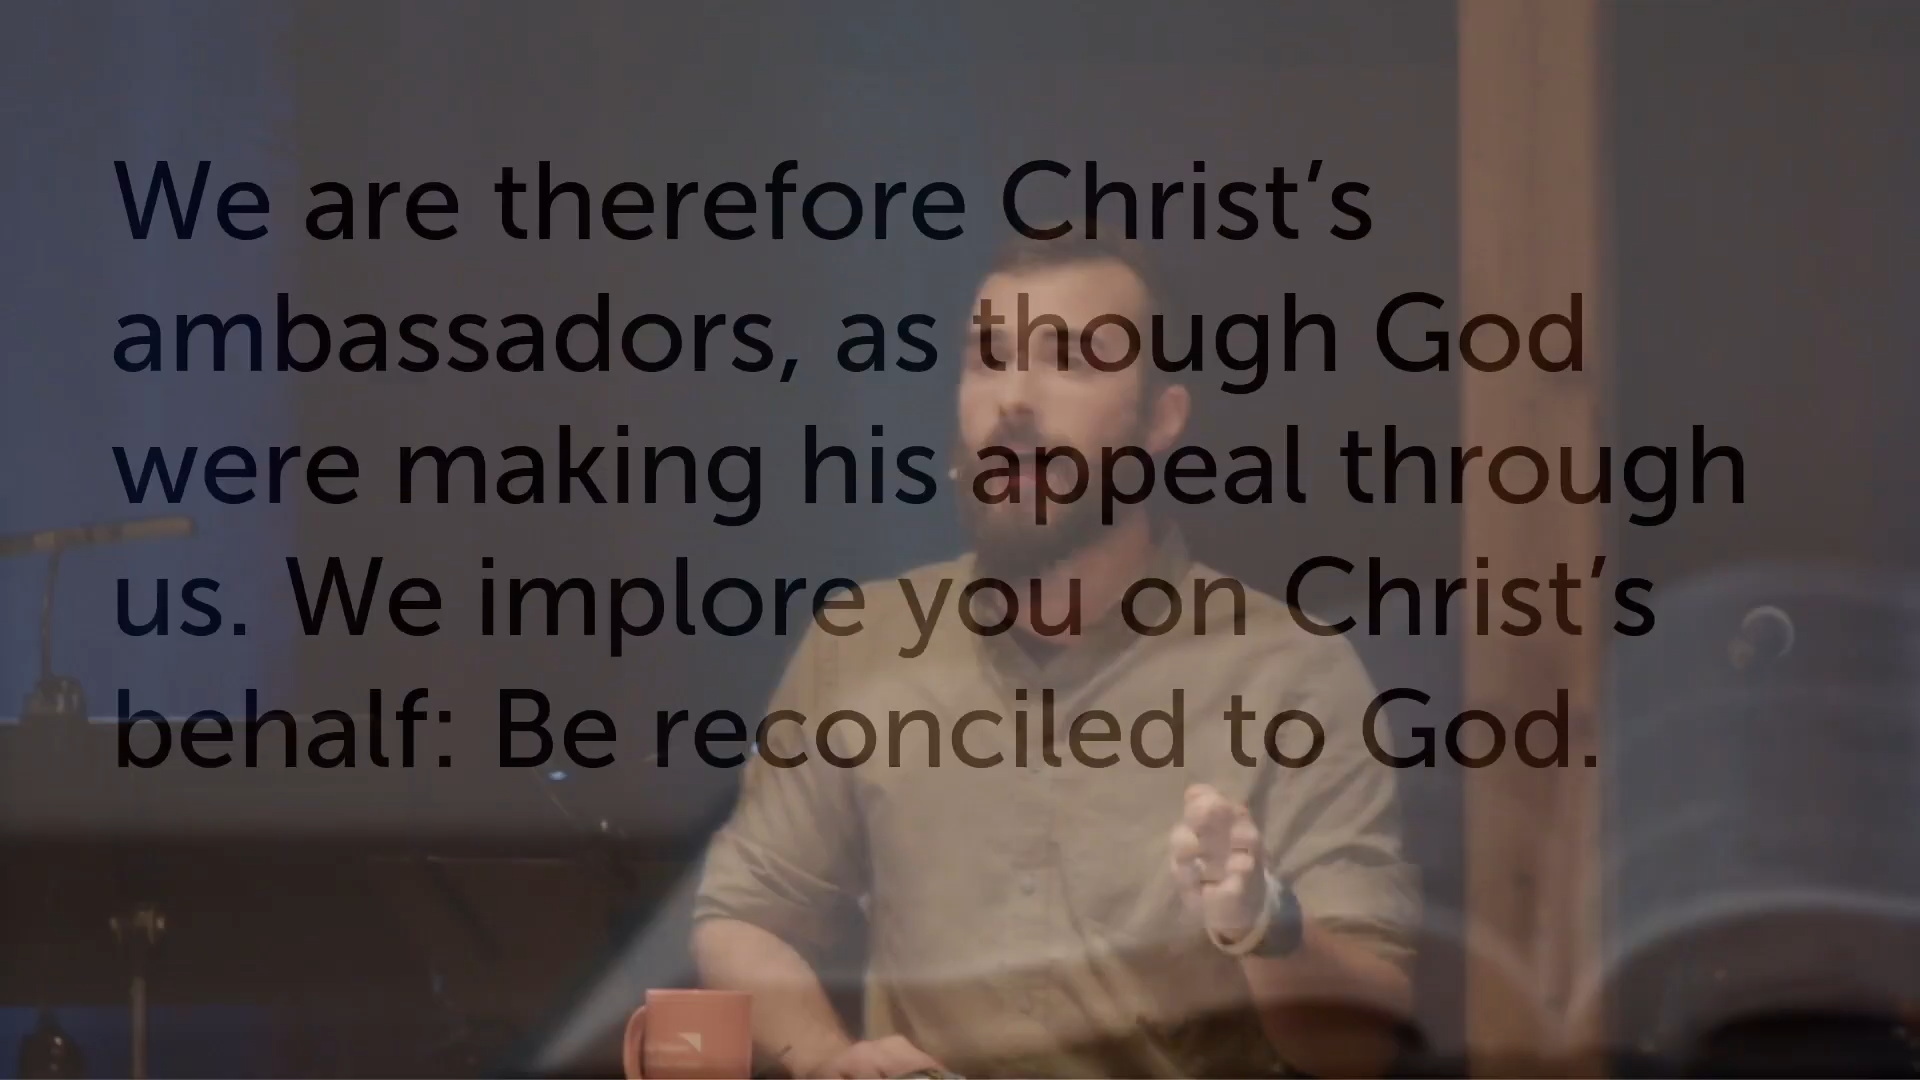 We are therefore Christ’s
ambassadors, as though God
were making his appeal through
us. We implore you on Christ’s
behalf: Be reconciled to God.